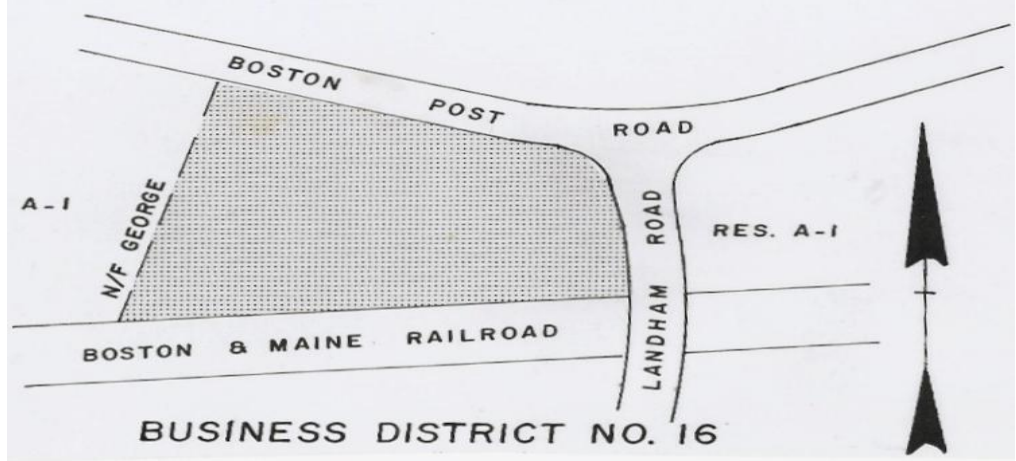 BOSTON POST ROAD
A-1
N/F GEORGE
LANDHAM ROAD
RES. A-1
BOSTON & MAINE RAILROAD
BUSINESS DISTRICT NO. 16